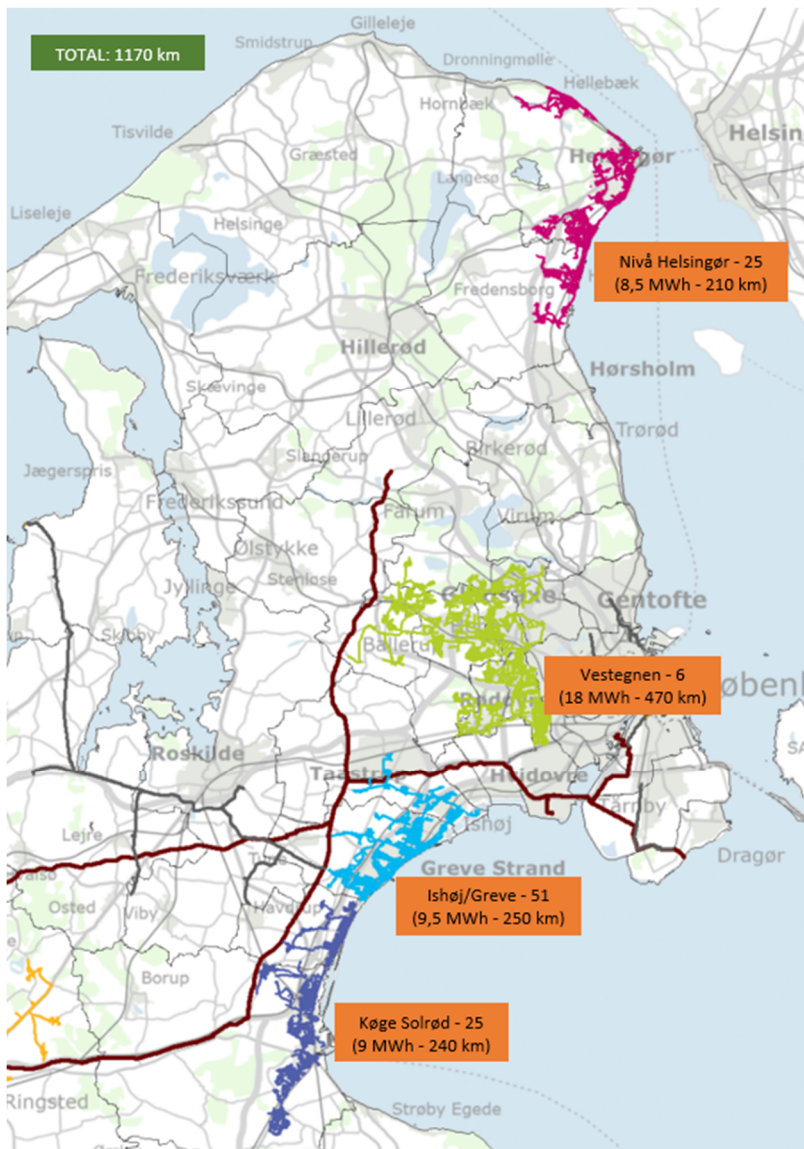 Gilleleje
Smidstrup
TOTAL: 1170 km
Dronningmølle
Hellebæk
Hornbæk
Tisvilde
Helsin
Græsted
Langesø
Liseleje
Helsinge
Nivå Helsingør - 25
(8,5 MWh - 210 km)
Frederiksværk
Fredensborg
Hillerød
Hørsholm
Skævinge
Lillerød
Trørød
Birkerød
Slangerup
Jægerspris
Frederikssund
Farum
Virum
Ølstykke
Stenløse
Jyllinge
Gentofte
Skibby
Vestegnen - 6
(18 MWh - 470 km)
øbenh
Roskilde
Taastrup
Hvidovre
Tårnby
Ishøj
Lejre
Dragør
Greve Strand
Osted
Viby
Havdrup
Ishøj/Greve - 51
(9,5 MWh - 250 km)
Borup
Køge Solrød - 25
(9 MWh - 240 km)
Ringsted
Strøby Egede